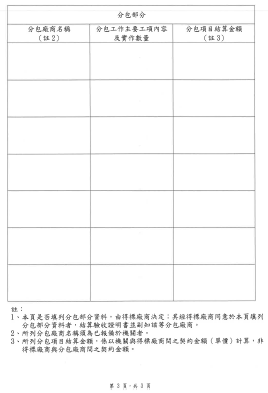 分包部分
分包廠商名稱
（註2）
分包工作主要工項內容
及實作數量
分包項目結算金額
（註3）
註：
1、本頁是否填列分包部分資料，由得標廠商決定；其經得標廠商同意於本頁填列
分包部分資料者，結算驗收證明書並副知該等分包廠商。
2、所列分包廠商名稱須為已報備於機關者。
3、所列分包項目結算金額，係以機關與得標廠商間之契約金額（單價）計算，非
得標廠商與分包廠商間之契約金額。
第 3 頁，共 3 頁